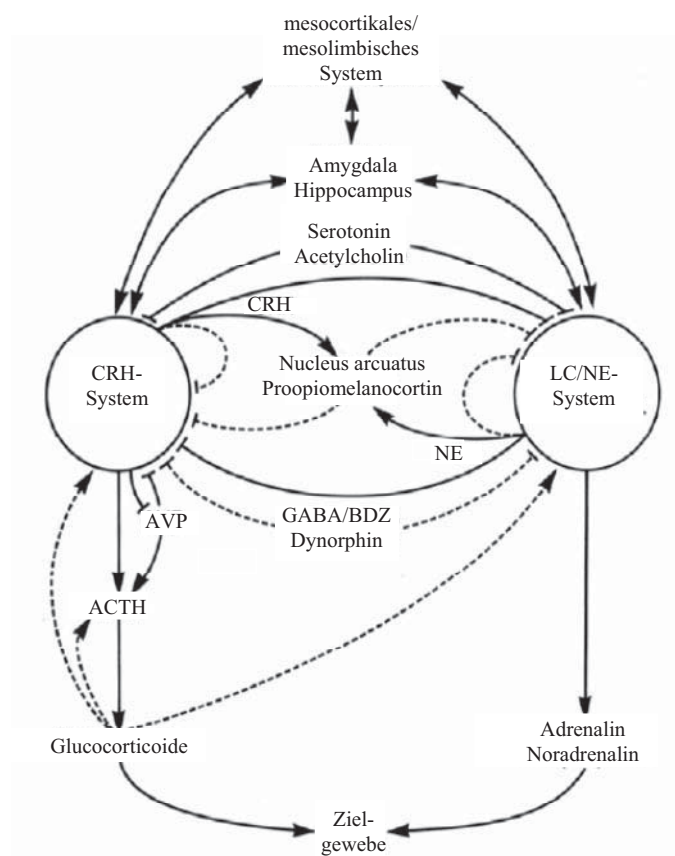 mesocortikales/
mesolimbisches
System
Amygdala
Hippocampus
Serotonin
Acetylcholin
CRH
CRH-
System
Nucleus arcuatus
Proopiomelanocortin
LC/NE-
System
NE
AVP
GABA/BDZ
Dynorphin
ACTH
Glucocorticoide
Adrenalin
Noradrenalin
Ziel-
gewebe